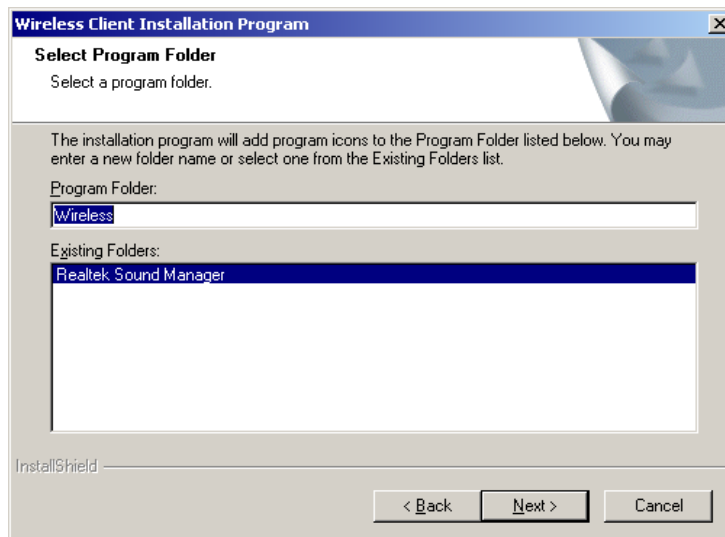 Wireless Client Installation Program
Select Program Folder
Select a program folder.
The installation program will add program icons to the Program Folder listed below. You may
enter a new folder name or select one from the Existing Folders list.
Program Folder:
Wireless
Existing Folders:
Realtek Sound Manager
InstallShield
< Back
Next >
Cancel